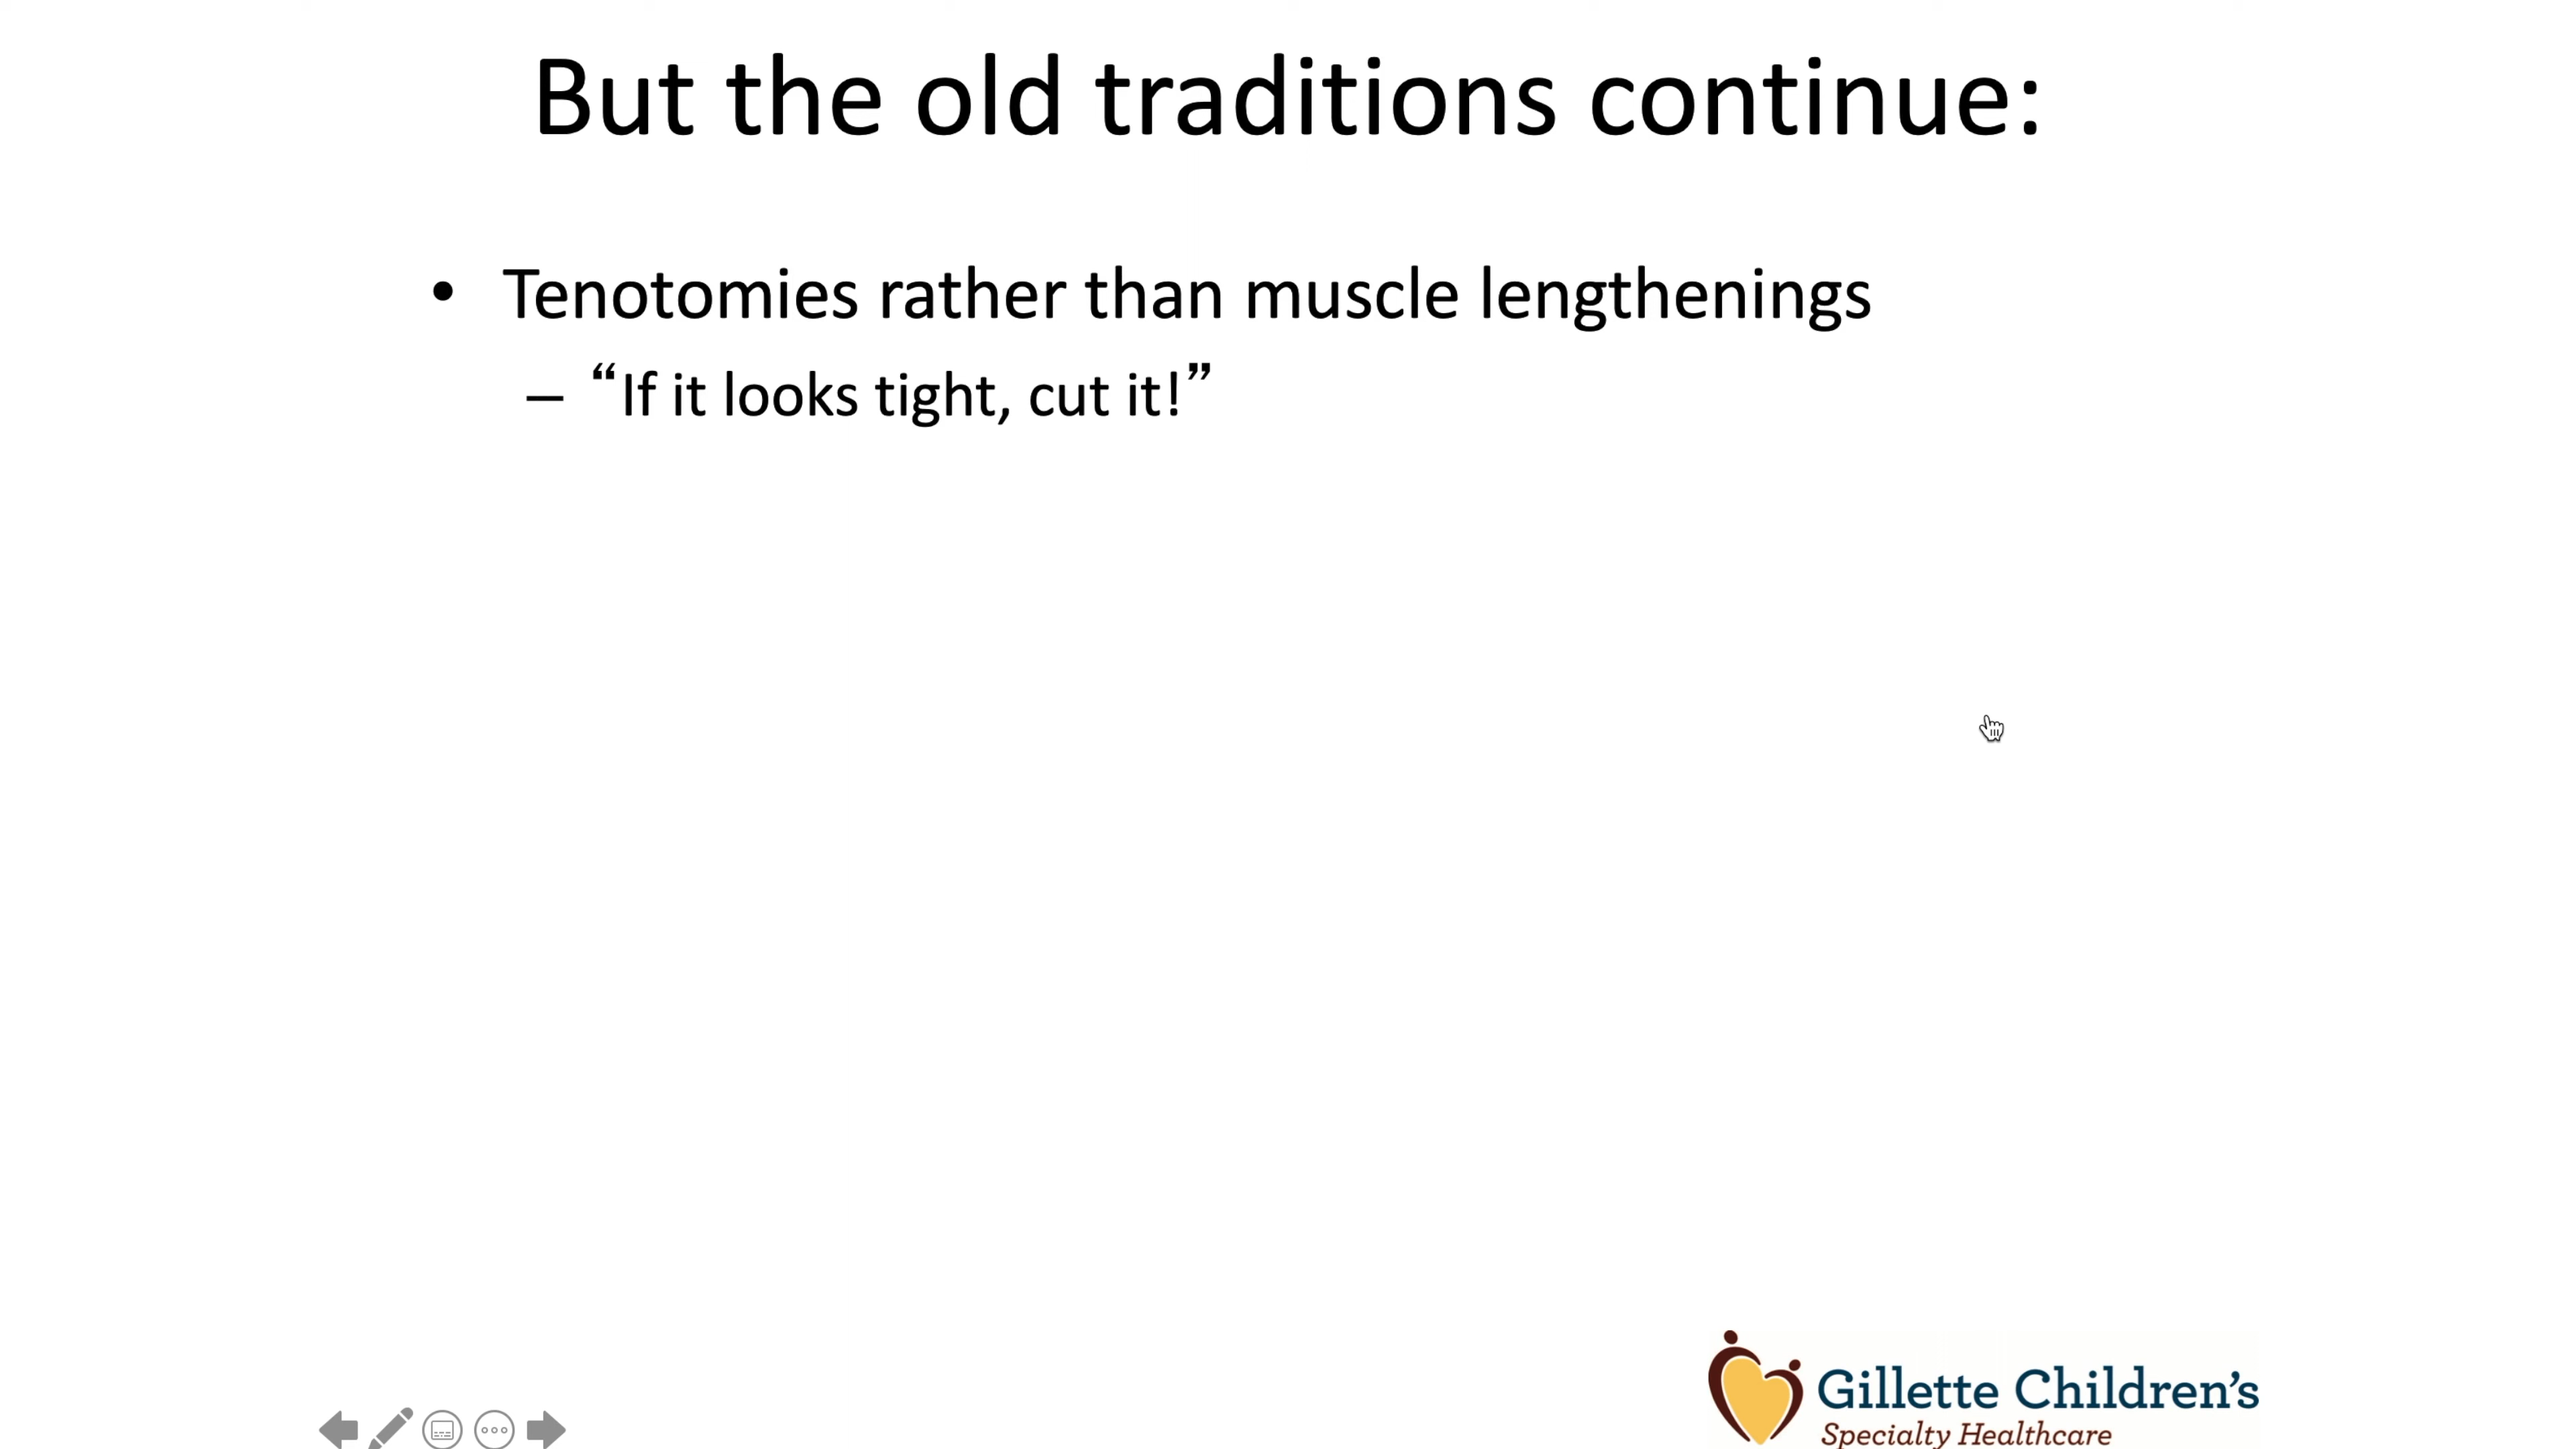 But the old traditions continue:
• Tenotomies rather than muscle lengthenings
– “If it looks tight, cut it!”
Gillette Children’s
Specialty Healthcare